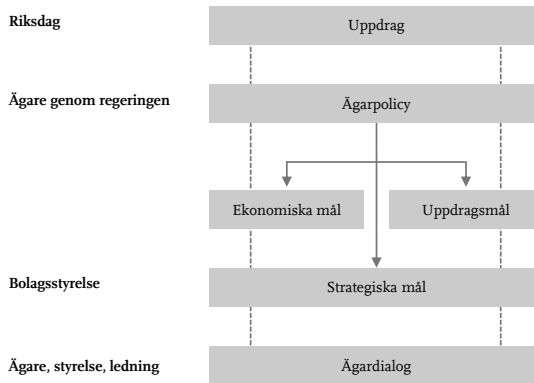 Riksdag
Uppdrag
Ägare genom regeringen
Ägarpolicy
Ekonomiska mål
Uppdragsmål
Bolagsstyrelse
Strategiska mål
Ägare, styrelse, ledning
Ägardialog